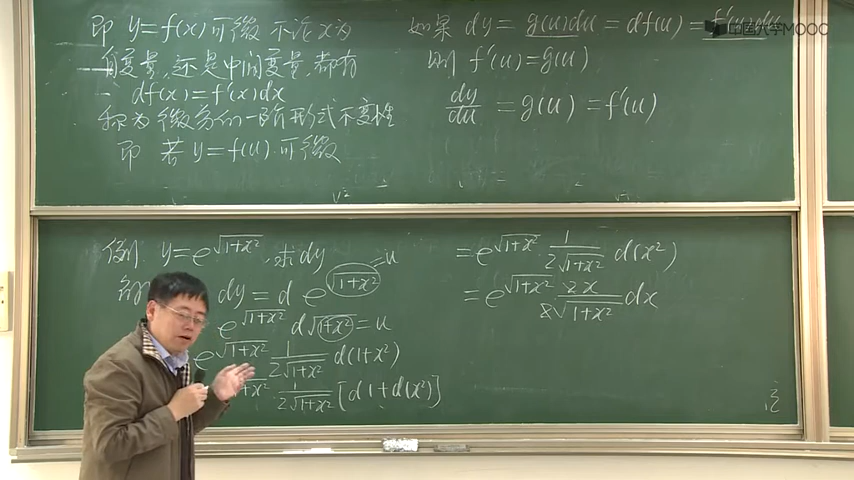 即 y=f(x)可微 不论x为
自变量,还是中间变量,都有
df(x)=f'(x)dx
称为微分的一阶形式不变性
即 若 y=f(u)可微
如果 dy = g(u)du = df(u) = f'(u)du
则 f'(u)=g(u)
dy/du = g(u) = f'(u)
中国大学MOOC
例 y=e^√(1+x²), 求dy
dy = d e^√(1+x²) =u
e^√(1+x²) d√(1+x²) =u
e^√(1+x²) 1/(2√(1+x²)) d(1+x²)
1+x² · 1/(2√(1+x²)) [d1+d(x²)]
=e^√(1+x²) · 1/(2√(1+x²)) d(x²)
=e^√(1+x²) · 2x/(2√(1+x²)) dx